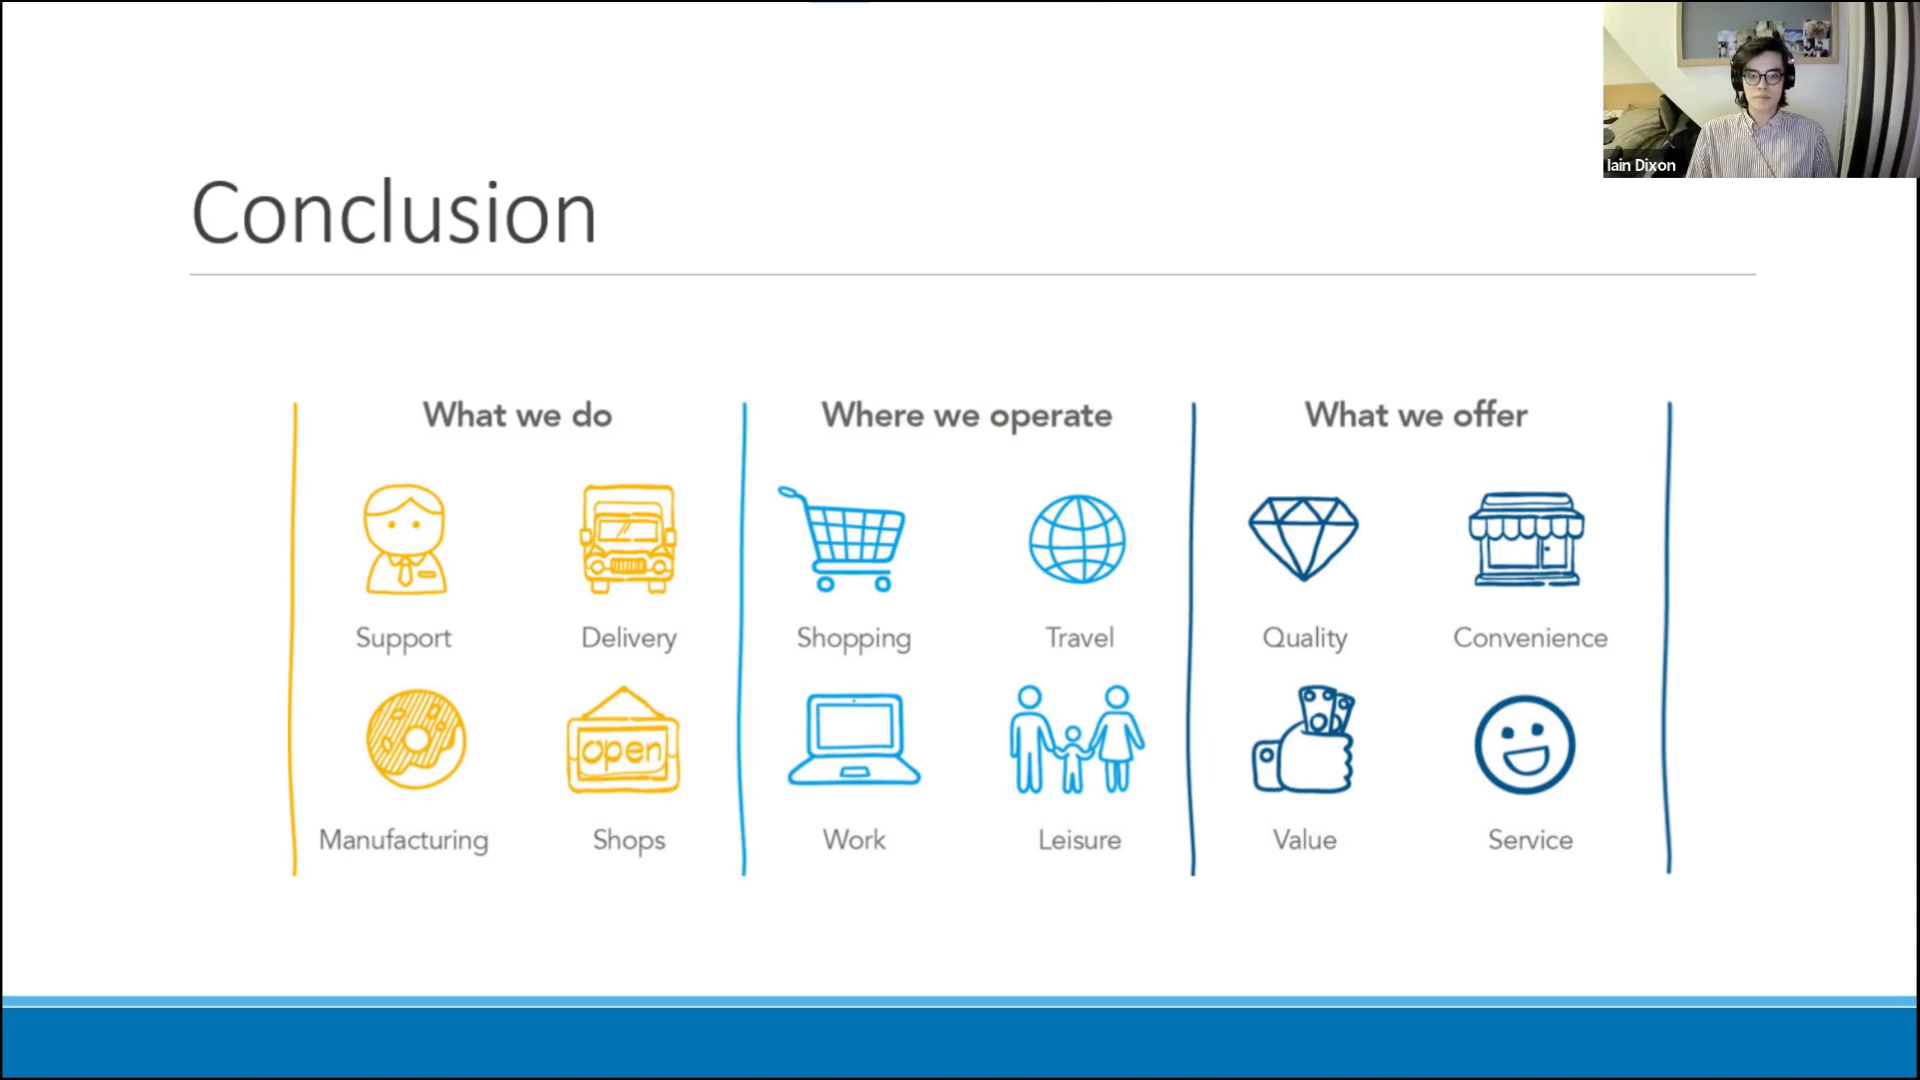 Iain Dixon
Conclusion
What we do
Where we operate
What we offer
Support
Delivery
Shopping
Travel
Quality
Convenience
open
Manufacturing
Shops
Work
Leisure
Value
Service